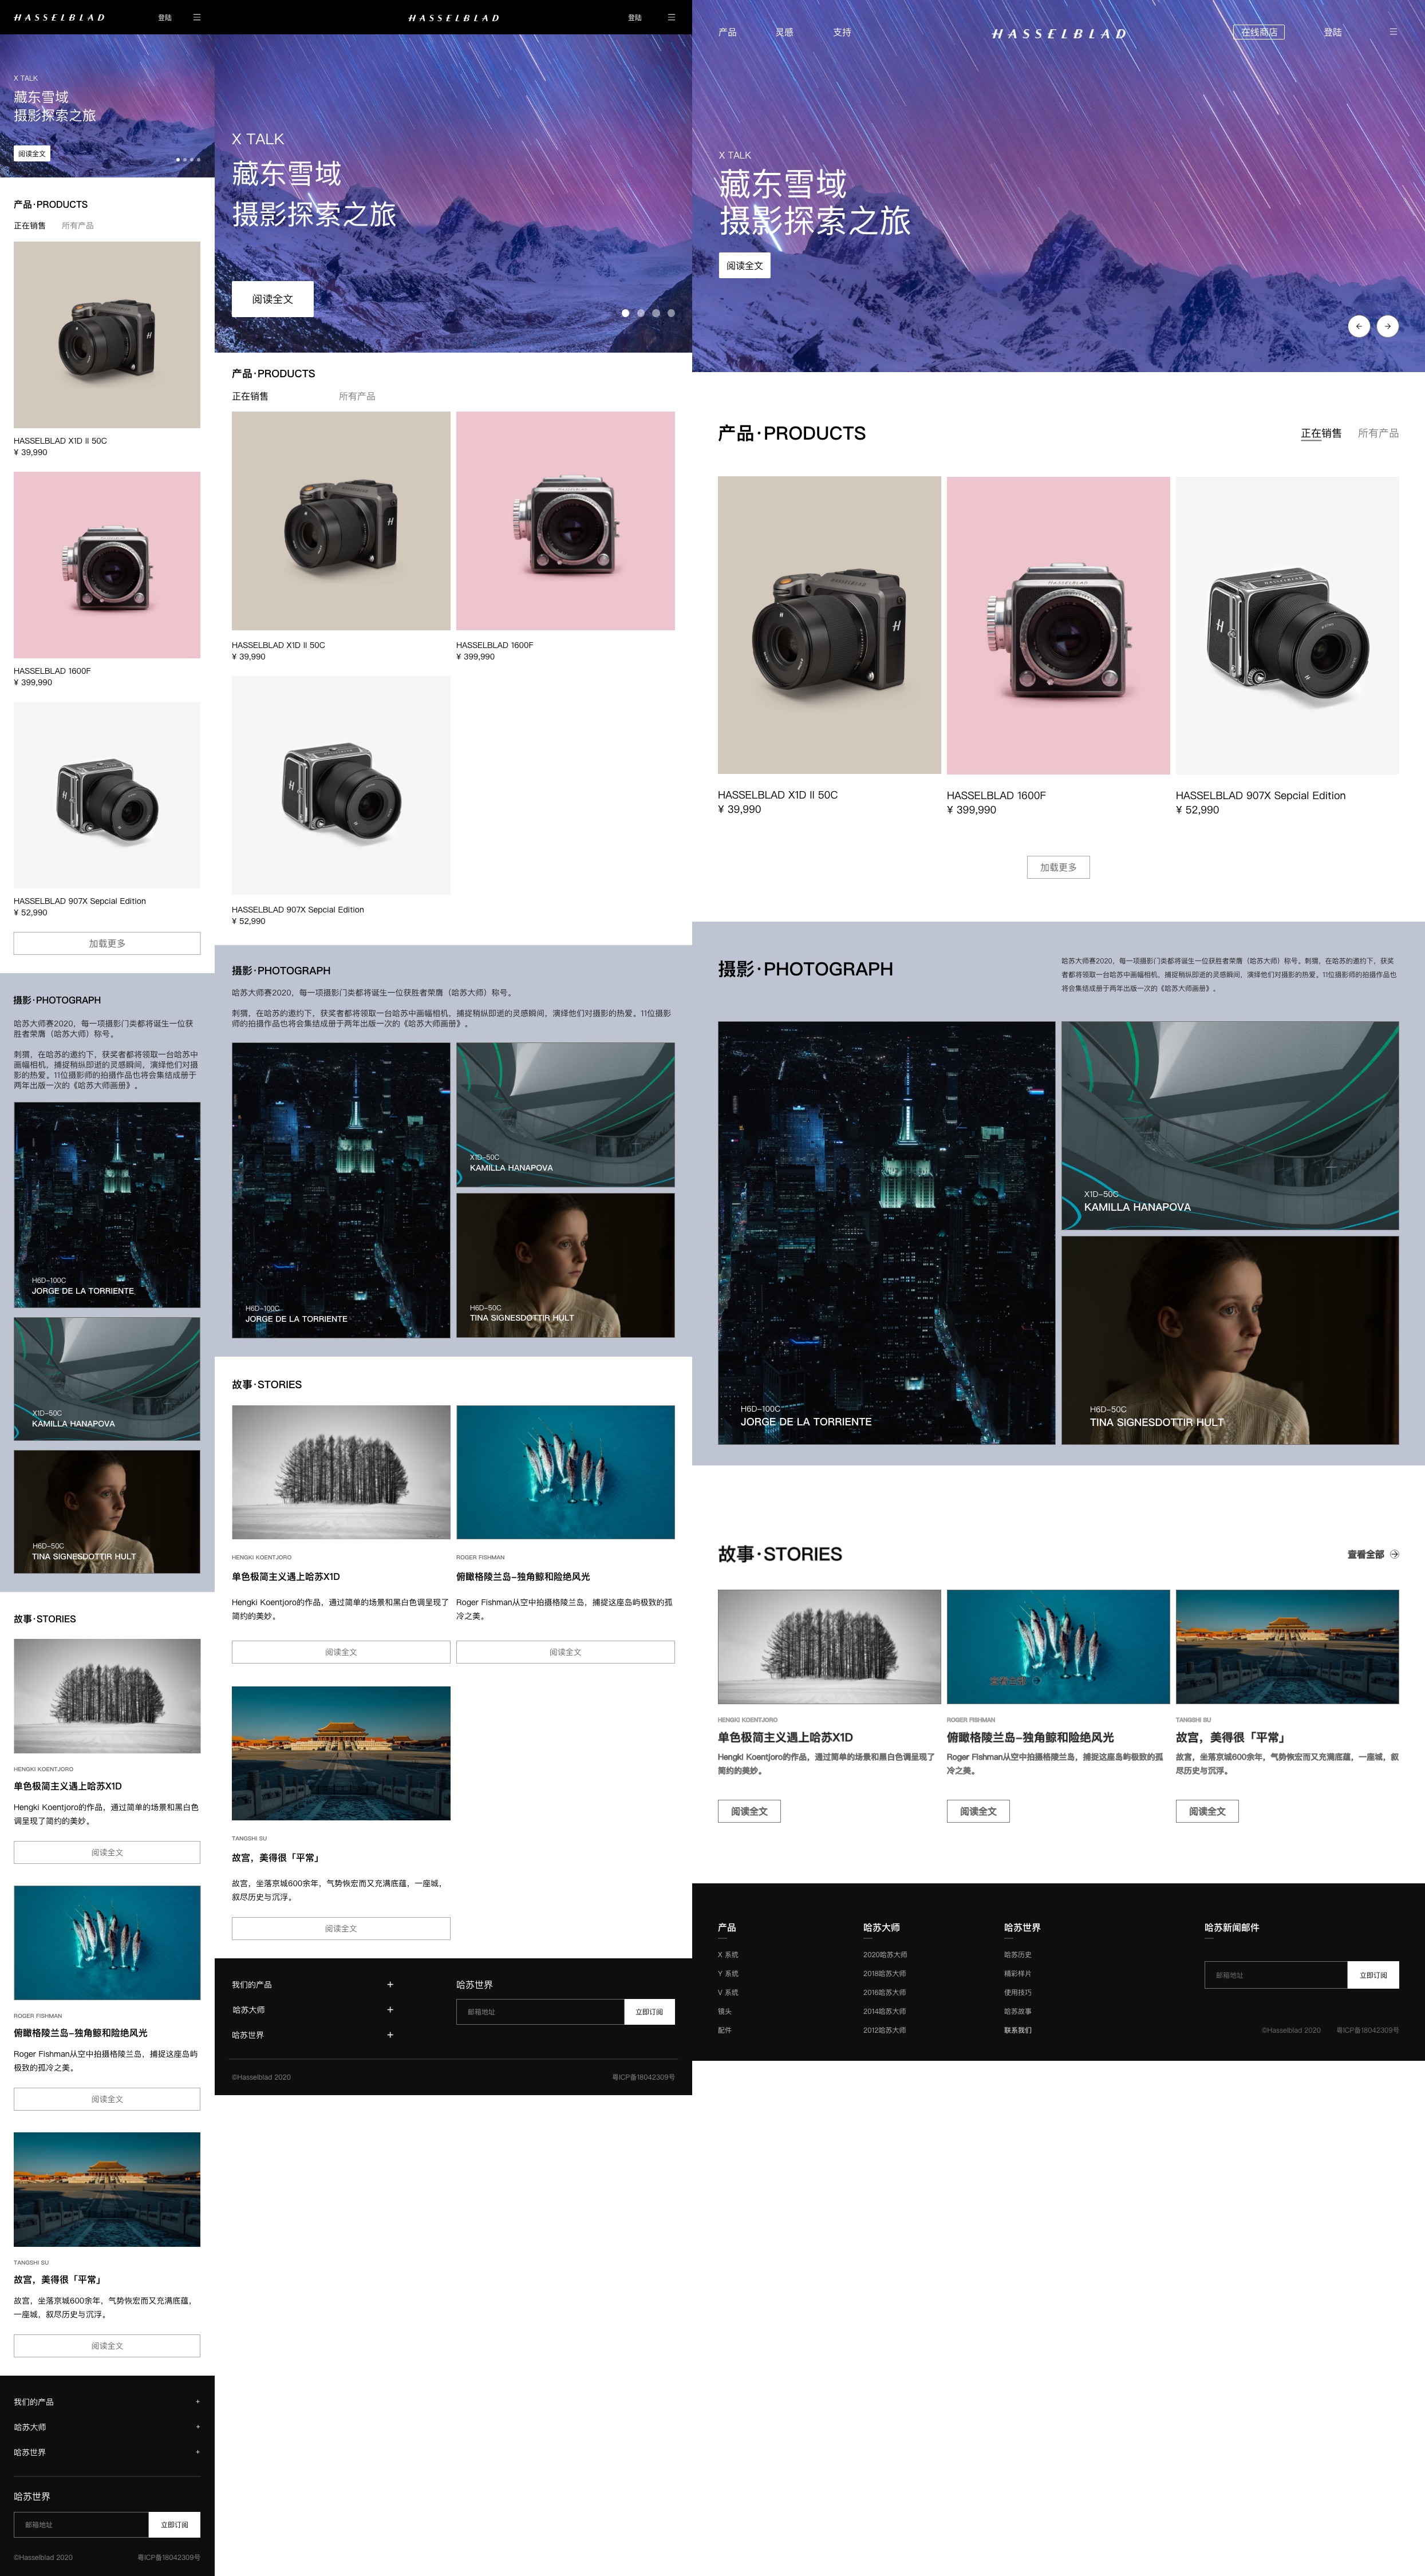 HASSELBLAD
登陆
X TALK
藏东雪域
摄影探索之旅
阅读全文
产品·PRODUCTS
正在销售
所有产品
HASSELBLAD X1D II 50C
¥ 39,990
HASSELBLAD 1600F
¥ 399,990
HASSELBLAD 907X Sepcial Edition
¥ 52,990
加载更多
摄影·PHOTOGRAPH
哈苏大师赛2020，每一项摄影门类都将诞生一位获
胜者荣膺（哈苏大师）称号。
刺猬，在哈苏的邀约下，获奖者都将领取一台哈苏中
画幅相机，捕捉稍纵即逝的灵感瞬间，演绎他们对摄
影的热爱。11位摄影师的拍摄作品也将会集结成册于
两年出版一次的《哈苏大师画册》。
H6D-100C
JORGE DE LA TORRIENTE
X1D-50C
KAMILLA HANAPOVA
H6D-50C
TINA SIGNESDOTTIR HULT
故事·STORIES
HENGKI KOENTJORO
单色极简主义遇上哈苏X1D
Hengki Koentjoro的作品，通过简单的场景和黑白色
调呈现了简约的美妙。
阅读全文
ROGER FISHMAN
俯瞰格陵兰岛-独角鲸和险绝风光
Roger Fishman从空中拍摄格陵兰岛，捕捉这座岛屿
极致的孤冷之美。
阅读全文
TANGSHI SU
故宫，美得很「平常」
故宫，坐落京城600余年，气势恢宏而又充满底蕴，
一座城，叙尽历史与沉浮。
阅读全文
我们的产品 +
哈苏大师 +
哈苏世界 +
哈苏世界
邮箱地址
立即订阅
©Hasselblad 2020
粤ICP备18042309号
HASSELBLAD
登陆
X TALK
藏东雪域
摄影探索之旅
阅读全文
产品·PRODUCTS
正在销售
所有产品
HASSELBLAD X1D II 50C
¥ 39,990
HASSELBLAD 1600F
¥ 399,990
HASSELBLAD 907X Sepcial Edition
¥ 52,990
摄影·PHOTOGRAPH
哈苏大师赛2020，每一项摄影门类都将诞生一位获胜者荣膺（哈苏大师）称号。
刺猬，在哈苏的邀约下，获奖者都将领取一台哈苏中画幅相机，捕捉稍纵即逝的灵感瞬间，演绎他们对摄影的热爱。11位摄影
师的拍摄作品也将会集结成册于两年出版一次的《哈苏大师画册》。
H6D-100C
JORGE DE LA TORRIENTE
X1D-50C
KAMILLA HANAPOVA
H6D-50C
TINA SIGNESDOTTIR HULT
故事·STORIES
HENGKI KOENTJORO
单色极简主义遇上哈苏X1D
Hengki Koentjoro的作品，通过简单的场景和黑白色调呈现了
简约的美妙。
阅读全文
ROGER FISHMAN
俯瞰格陵兰岛-独角鲸和险绝风光
Roger Fishman从空中拍摄格陵兰岛，捕捉这座岛屿极致的孤
冷之美。
阅读全文
TANGSHI SU
故宫，美得很「平常」
故宫，坐落京城600余年，气势恢宏而又充满底蕴，一座城，
叙尽历史与沉浮。
阅读全文
我们的产品 +
哈苏大师 +
哈苏世界 +
哈苏世界
邮箱地址
立即订阅
©Hasselblad 2020
粤ICP备18042309号
产品
灵感
支持
HASSELBLAD
在线商店
登陆
X TALK
藏东雪域
摄影探索之旅
阅读全文
产品·PRODUCTS
正在销售
所有产品
HASSELBLAD
HASSELBLAD
HASSELBLAD
HASSELBLAD X1D II 50C
¥ 39,990
HASSELBLAD 1600F
¥ 399,990
HASSELBLAD 907X Sepcial Edition
¥ 52,990
加载更多
摄影·PHOTOGRAPH
哈苏大师赛2020，每一项摄影门类都将诞生一位获胜者荣膺（哈苏大师）称号。刺猬，在哈苏的邀约下，获奖
者都将领取一台哈苏中画幅相机，捕捉稍纵即逝的灵感瞬间，演绎他们对摄影的热爱。11位摄影师的拍摄作品也
将会集结成册于两年出版一次的《哈苏大师画册》。
H6D-100C
JORGE DE LA TORRIENTE
X1D-50C
KAMILLA HANAPOVA
H6D-50C
TINA SIGNESDOTTIR HULT
故事·STORIES
查看全部
查看全部
HENGKI KOENTJORO
单色极简主义遇上哈苏X1D
Hengki Koentjoro的作品，通过简单的场景和黑白色调呈现了
简约的美妙。
阅读全文
ROGER FISHMAN
俯瞰格陵兰岛-独角鲸和险绝风光
Roger Fishman从空中拍摄格陵兰岛，捕捉这座岛屿极致的孤
冷之美。
阅读全文
TANGSHI SU
故宫，美得很「平常」
故宫，坐落京城600余年，气势恢宏而又充满底蕴，一座城，叙
尽历史与沉浮。
阅读全文
产品
X 系统
Y 系统
V 系统
镜头
配件
哈苏大师
2020哈苏大师
2018哈苏大师
2016哈苏大师
2014哈苏大师
2012哈苏大师
哈苏世界
哈苏历史
精彩样片
使用技巧
哈苏故事
联系我们
哈苏新闻邮件
邮箱地址
立即订阅
©Hasselblad 2020
粤ICP备18042309号